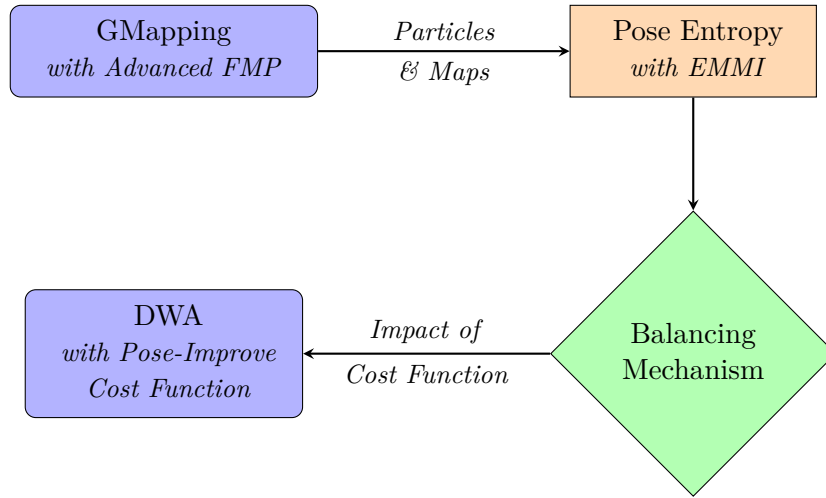 GMapping
with Advanced FMP
Particles
& Maps
Pose Entropy
with EMMI
DWA
with Pose-Improve
Cost Function
Impact of
Cost Function
Balancing
Mechanism